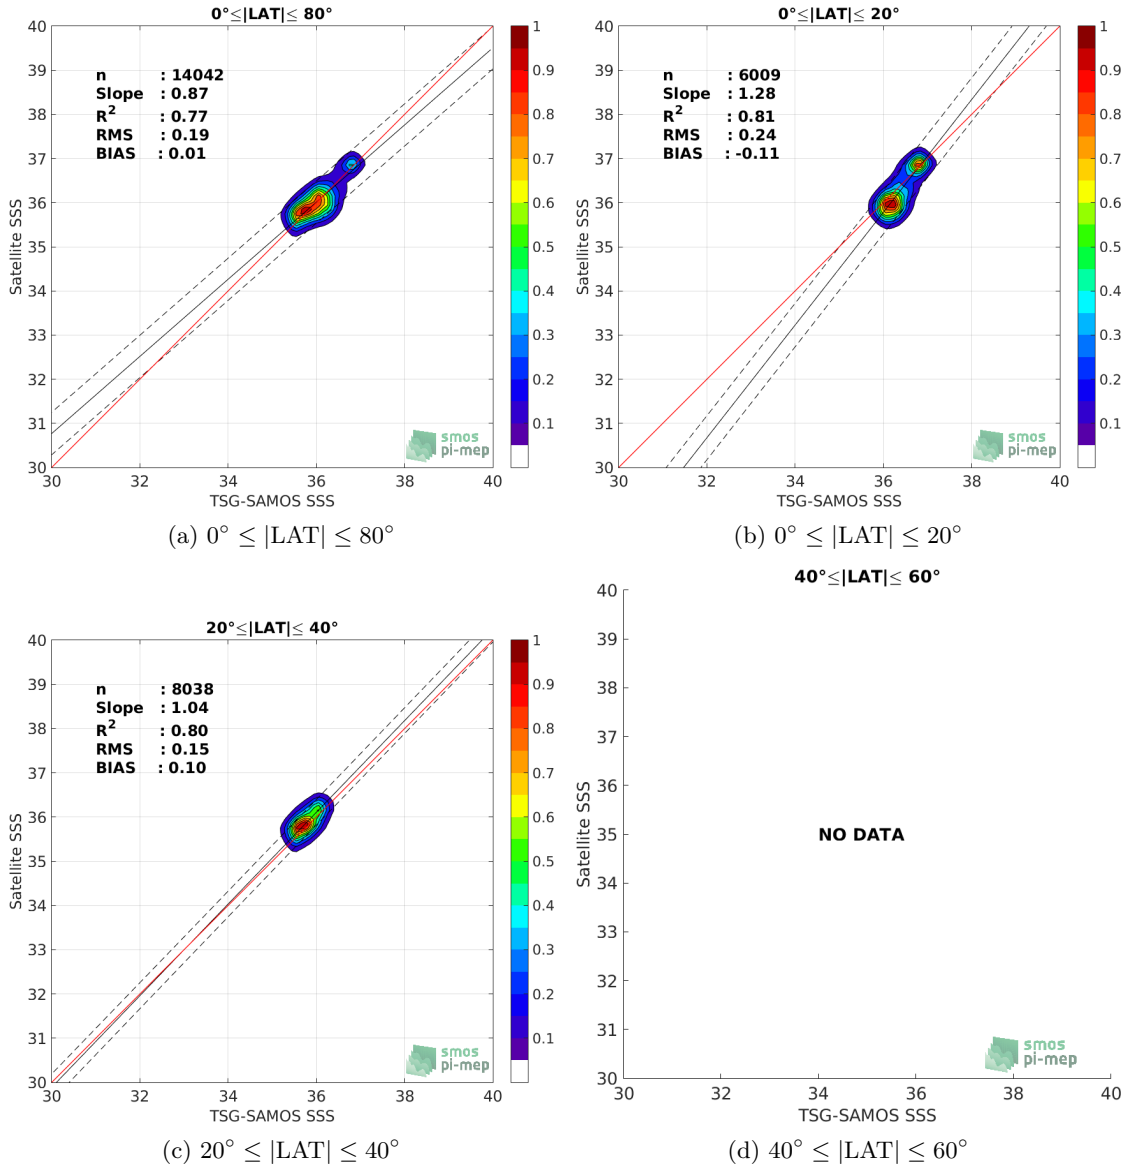 0°≤|LAT|≤ 80°
40
39
38
37
36
35
34
33
32
31
30
Satellite SSS
n : 14042
Slope : 0.87
R² : 0.77
RMS : 0.19
BIAS : 0.01
smos
pi-mep
30 32 34 36 38 40
TSG-SAMOS SSS
1
0.9
0.8
0.7
0.6
0.5
0.4
0.3
0.2
0.1
(a) 0° ≤ |LAT| ≤ 80°
0°≤|LAT|≤ 20°
40
39
38
37
36
35
34
33
32
31
30
Satellite SSS
n : 6009
Slope : 1.28
R² : 0.81
RMS : 0.24
BIAS : -0.11
smos
pi-mep
30 32 34 36 38 40
TSG-SAMOS SSS
1
0.9
0.8
0.7
0.6
0.5
0.4
0.3
0.2
0.1
(b) 0° ≤ |LAT| ≤ 20°
20°≤|LAT|≤ 40°
40
39
38
37
36
35
34
33
32
31
30
Satellite SSS
n : 8038
Slope : 1.04
R² : 0.80
RMS : 0.15
BIAS : 0.10
smos
pi-mep
30 32 34 36 38 40
TSG-SAMOS SSS
1
0.9
0.8
0.7
0.6
0.5
0.4
0.3
0.2
0.1
(c) 20° ≤ |LAT| ≤ 40°
40°≤|LAT|≤ 60°
40
39
38
37
36
35
34
33
32
31
30
Satellite SSS
NO DATA
smos
pi-mep
30 32 34 36 38 40
TSG-SAMOS SSS
(d) 40° ≤ |LAT| ≤ 60°